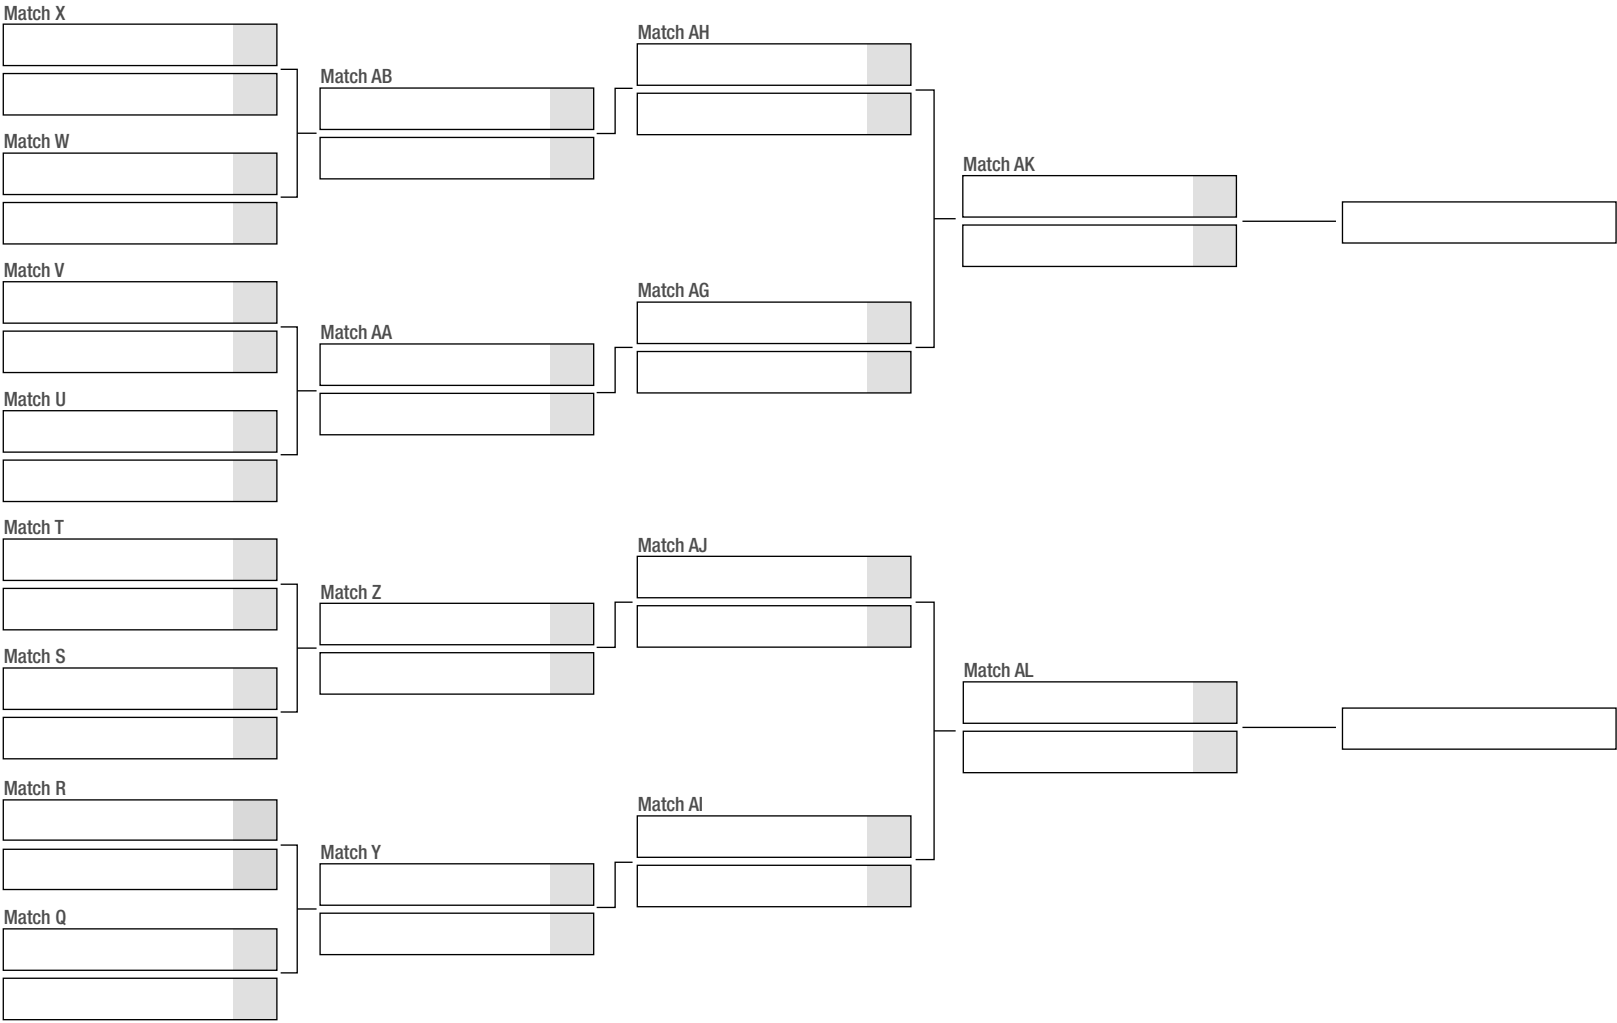 Match X
Match W
Match V
Match U
Match T
Match S
Match R
Match Q
Match AB
Match AA
Match Z
Match Y
Match AH
Match AG
Match AJ
Match AI
Match AK
Match AL